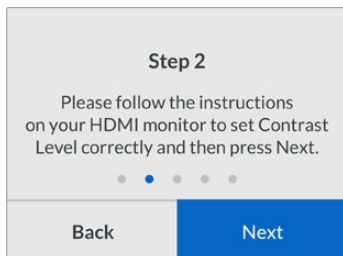 Step 2
Please follow the instructions
on your HDMI monitor to set Contrast
Level correctly and then press Next.
Back
Next